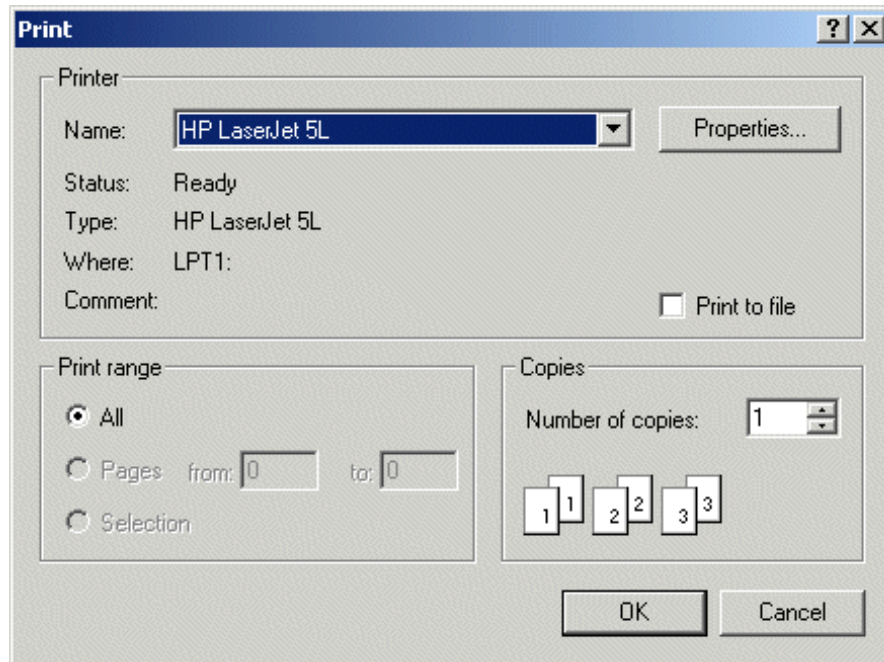 Print
Printer
Name: HP LaserJet 5L Properties...
Status: Ready
Type: HP LaserJet 5L
Where: LPT1:
Comment:
Print to file
Print range
All
Pages from: 0 to: 0
Selection
Copies
Number of copies: 1
1 1 2 2 3 3
OK Cancel